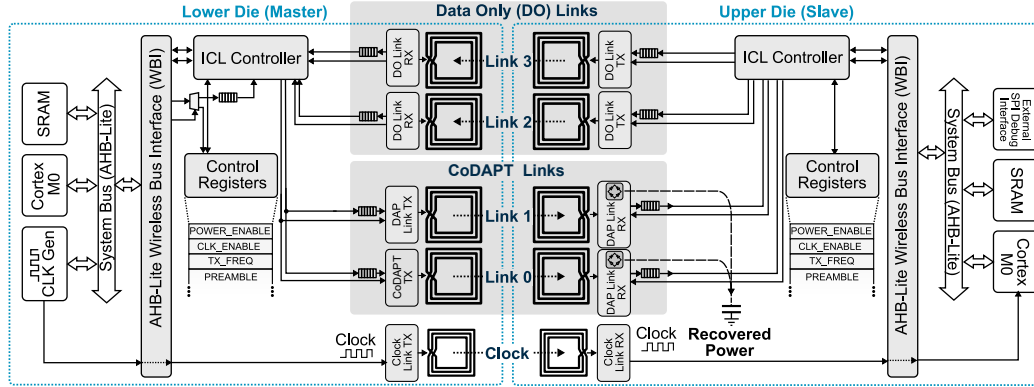 Lower Die (Master)
Data Only (DO) Links
Upper Die (Slave)
SRAM
Cortex
M0
CLK Gen
System Bus (AHB-Lite)
AHB-Lite Wireless Bus Interface (WBI)
ICL Controller
Control
Registers
POWER_ENABLE
CLK_ENABLE
TX_FREQ
PREAMBLE
DO Link
RX
Link 3
DO Link
TX
DO Link
RX
Link 2
DO Link
TX
CoDAPT Links
DAP
Link TX
Link 1
DAP Link
RX
CoDAPT
TX
Link 0
DAP Link
RX
Clock
Clock
Link TX
Clock
Clock
Link RX
Clock
Recovered
Power
ICL Controller
Control
Registers
POWER_ENABLE
CLK_ENABLE
TX_FREQ
PREAMBLE
AHB-Lite Wireless Bus Interface (WBI)
System Bus (AHB-Lite)
External
SPI Debug
Interface
SRAM
Cortex
M0